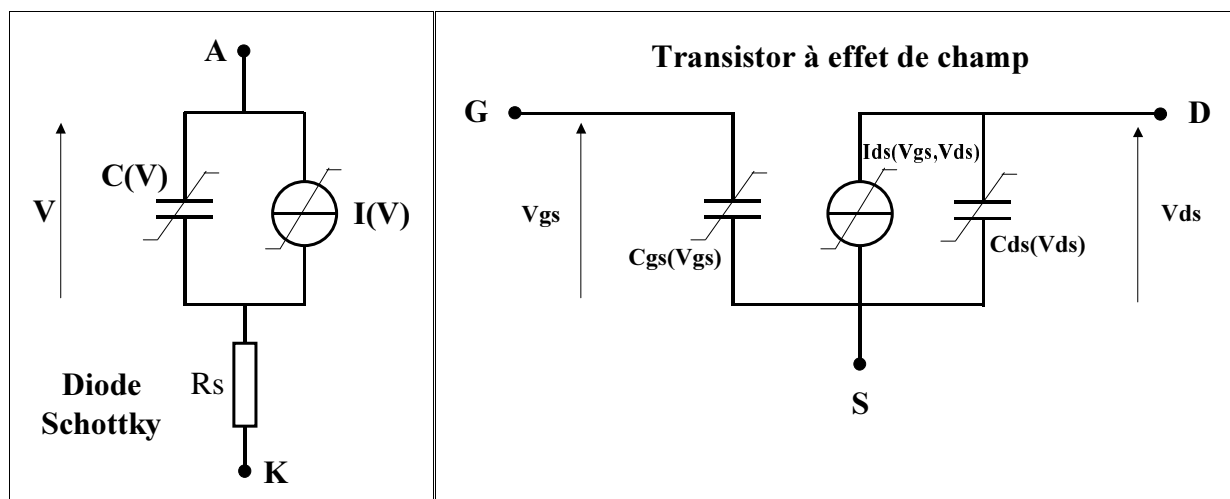 A
C(V)
V
I(V)
Diode
Schottky
Rs
K
Transistor à effet de champ
G
D
Ids(Vgs,Vds)
Vgs
Cgs(Vgs)
Cds(Vds)
Vds
S